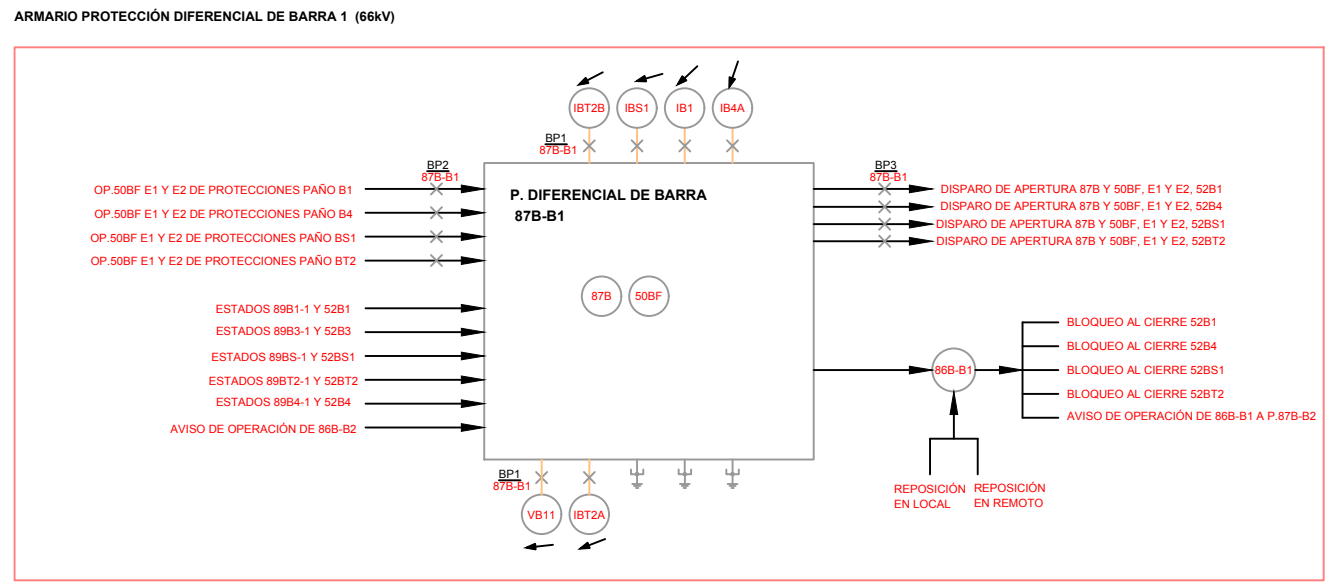 ARMARIO PROTECCIÓN DIFERENCIAL DE BARRA 1 (66kV)
IBT2B
IBS1
IB1
IB4A
BP1
87B-B1
BP2
87B-B1
BP3
87B-B1
OP.50BF E1 Y E2 DE PROTECCIONES PAÑO B1
OP.50BF E1 Y E2 DE PROTECCIONES PAÑO B4
OP.50BF E1 Y E2 DE PROTECCIONES PAÑO BS1
OP.50BF E1 Y E2 DE PROTECCIONES PAÑO BT2
P. DIFERENCIAL DE BARRA
87B-B1
DISPARO DE APERTURA 87B Y 50BF, E1 Y E2, 52B1
DISPARO DE APERTURA 87B Y 50BF, E1 Y E2, 52B4
DISPARO DE APERTURA 87B Y 50BF, E1 Y E2, 52BS1
DISPARO DE APERTURA 87B Y 50BF, E1 Y E2, 52BT2
87B
50BF
ESTADOS 89B1-1 Y 52B1
ESTADOS 89B3-1 Y 52B3
ESTADOS 89BS-1 Y 52BS1
ESTADOS 89BT2-1 Y 52BT2
ESTADOS 89B4-1 Y 52B4
AVISO DE OPERACIÓN DE 86B-B2
86B-B1
BLOQUEO AL CIERRE 52B1
BLOQUEO AL CIERRE 52B4
BLOQUEO AL CIERRE 52BS1
BLOQUEO AL CIERRE 52BT2
AVISO DE OPERACIÓN DE 86B-B1 A P.87B-B2
BP1
87B-B1
VB11
IBT2A
REPOSICIÓN
EN LOCAL
REPOSICIÓN
EN REMOTO